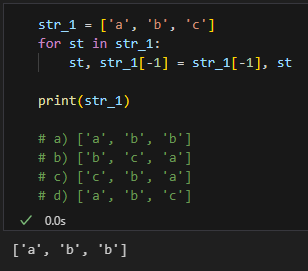 str_1 = ['a', 'b', 'c']
for st in str_1:
    st, str_1[-1] = str_1[-1], st
print(str_1)
# a) ['a', 'b', 'b']
# b) ['b', 'c', 'a']
# c) ['c', 'b', 'a']
# d) ['a', 'b', 'c']
0.0s
['a', 'b', 'b']